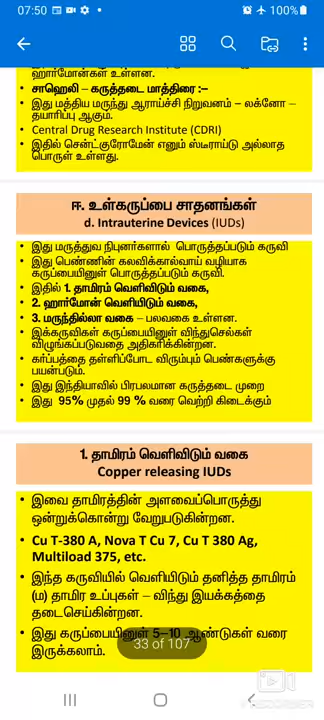 07:50
100%
ஹார்மோன்கள் உள்ளன.
• சாஹெலி – கருத்தடை மாத்திரை :–
• இது மத்திய மருந்து ஆராய்ச்சி நிறுவனம் – லக்னோ –
தயாரிப்பு ஆகும்.
• Central Drug Research Institute (CDRI)
• இதில் சென்ட்குரோமேன் எனும் ஸ்டீராய்டு அல்லாத
பொருள் உள்ளது.
ஈ. உள்கருப்பை சாதனங்கள்
d. Intrauterine Devices (IUDs)
• இது மருத்துவ நிபுனர்களால் பொருத்தப்படும் கருவி
• இது பெண்ணின் கலவிக்கால்வாய் வழியாக
கருப்பையினுள் பொருத்தப்படும் கருவி.
• இதில் 1. தாமிரம் வெளிவிடும் வகை,
• 2. ஹார்மோன் வெளியிடும் வகை,
• 3. மருந்தில்லா வகை – பலவகை உள்ளன.
• இக்கருவிகள் கருப்பையினுள் விந்துசெல்கள்
விழுங்கப்படுவதை அதிகரிக்கின்றன.
• கர்ப்பத்தை தள்ளிப்போட விரும்பும் பெண்களுக்கு
பயன்படும்.
• இது இந்தியாவில் பிரபலமான கருத்தடை முறை
• இது 95% முதல் 99 % வரை வெற்றி கிடைக்கும்
1. தாமிரம் வெளிவிடும் வகை
Copper releasing IUDs
• இவை தாமிரத்தின் அளவைப்பொருத்து
ஒன்றுக்கொன்று வேறுபடுகின்றன.
• Cu T-380 A, Nova T Cu 7, Cu T 380 Ag,
Multiload 375, etc.
• இந்த கருவியில் வெளியிடும் தனித்த தாமிரம்
(ம) தாமிர உப்புகள் – விந்து இயக்கத்தை
தடைசெய்கின்றன.
• இது கருப்பையினுள் 5–10 ஆண்டுகள் வரை
இருக்கலாம்.
33 of 107